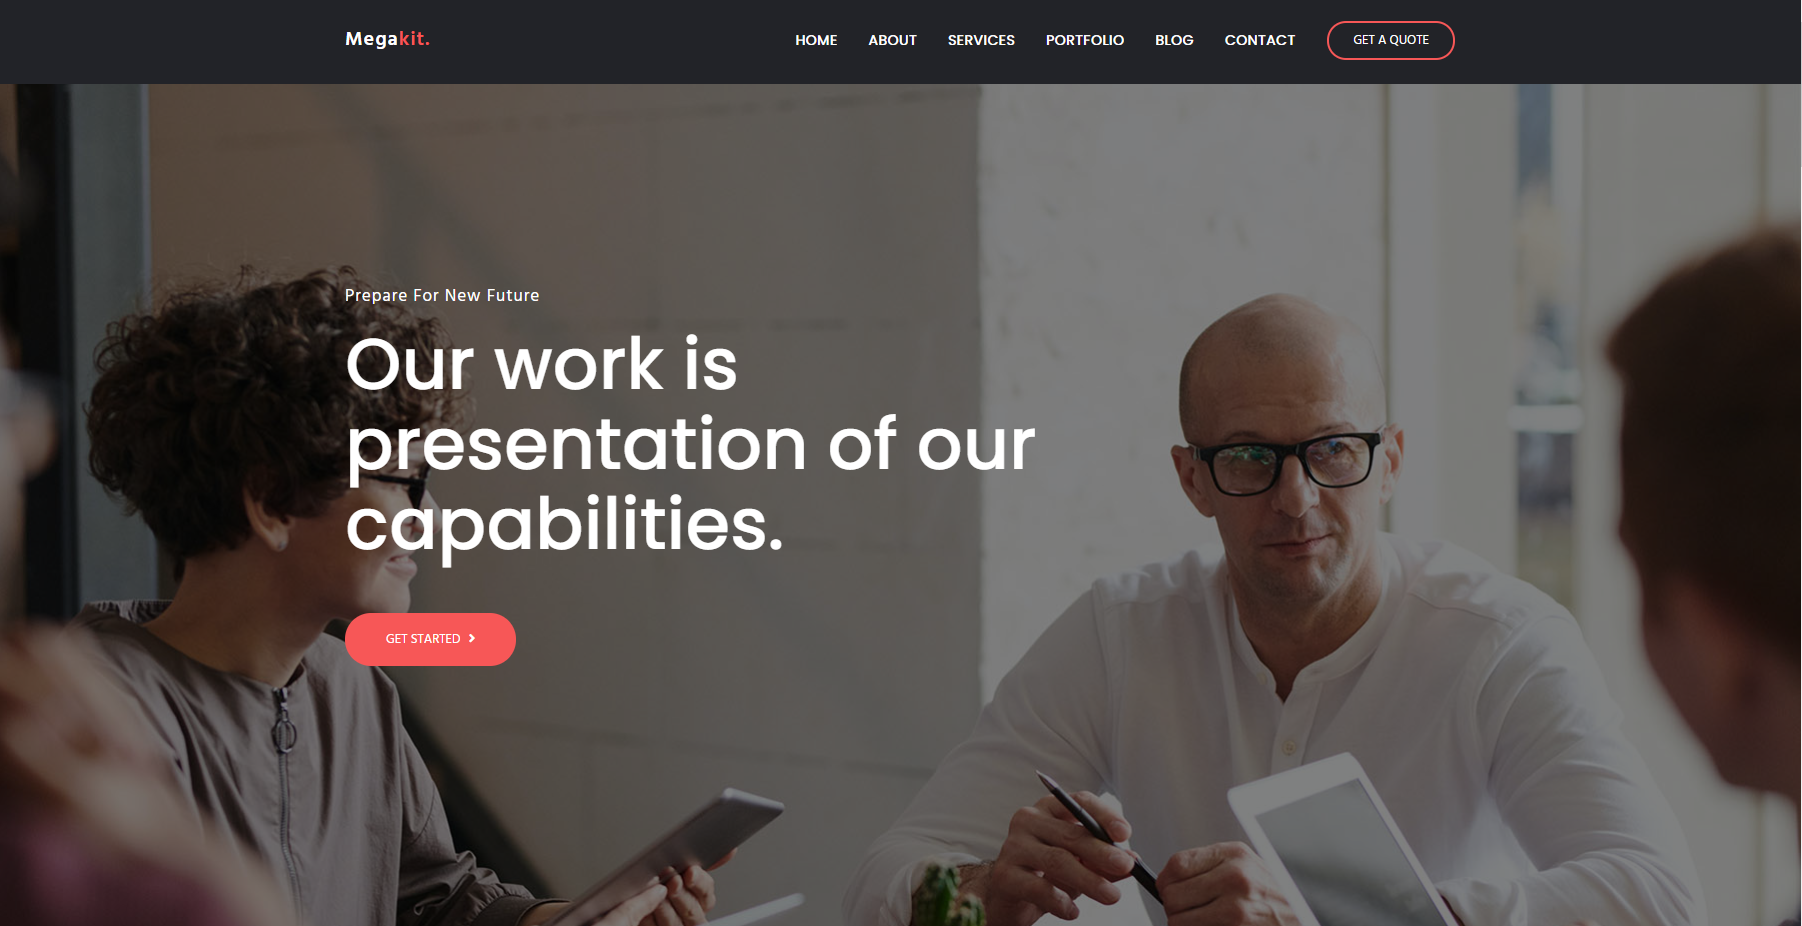 Megakit.
HOME ABOUT SERVICES PORTFOLIO BLOG CONTACT GET A QUOTE
Prepare For New Future
Our work is
presentation of our
capabilities.
GET STARTED